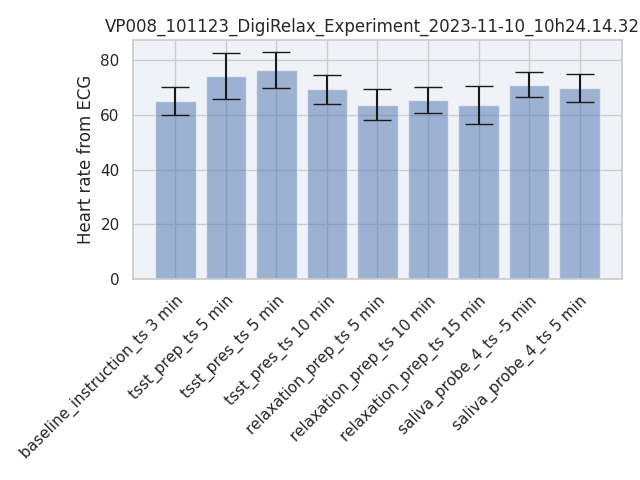 VP008_101123_DigiRelax_Experiment_2023-11-10_10h24.14.32
Heart rate from ECG
80
60
40
20
0
baseline_instruction_ts 3 min
tsst_prep_ts 5 min
tsst_pres_ts 5 min
tsst_pres_ts 10 min
relaxation_prep_ts 5 min
relaxation_prep_ts 10 min
relaxation_prep_ts 15 min
saliva_probe_4_ts -5 min
saliva_probe_4_ts 5 min